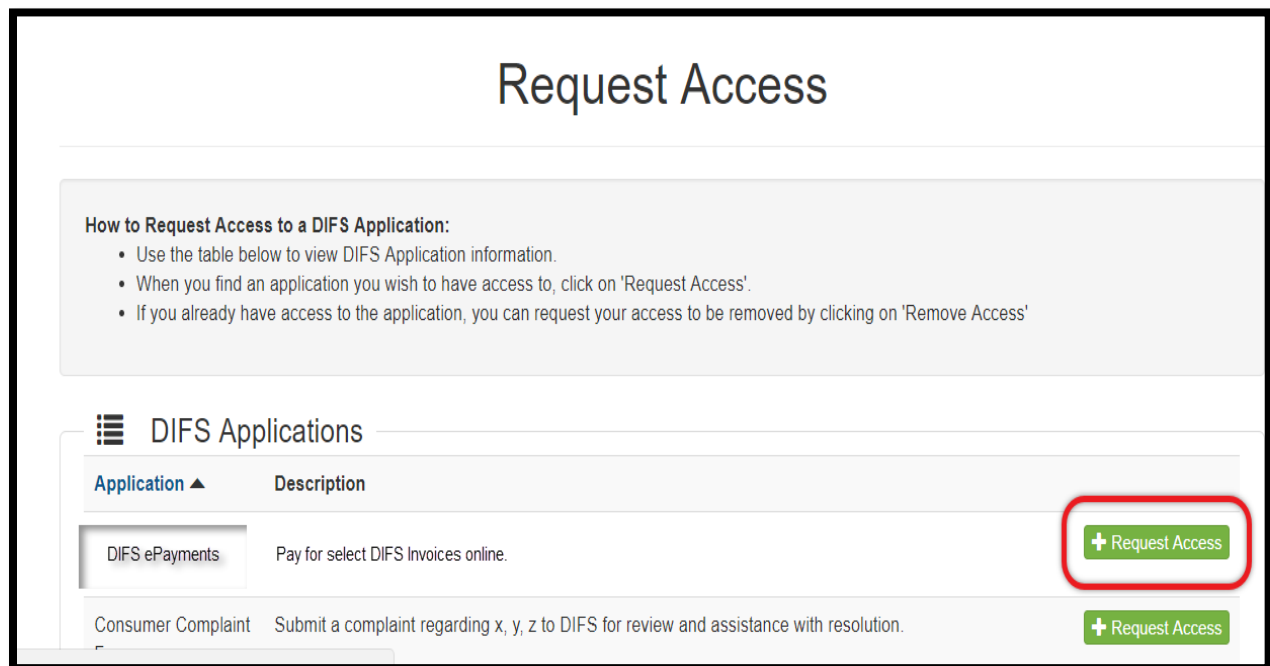 Request Access
How to Request Access to a DIFS Application:
• Use the table below to view DIFS Application information.
• When you find an application you wish to have access to, click on 'Request Access'.
• If you already have access to the application, you can request your access to be removed by clicking on 'Remove Access'
DIFS Applications
Application ▲ Description
DIFS ePayments Pay for select DIFS Invoices online. + Request Access
Consumer Complaint Submit a complaint regarding x, y, z to DIFS for review and assistance with resolution. + Request Access